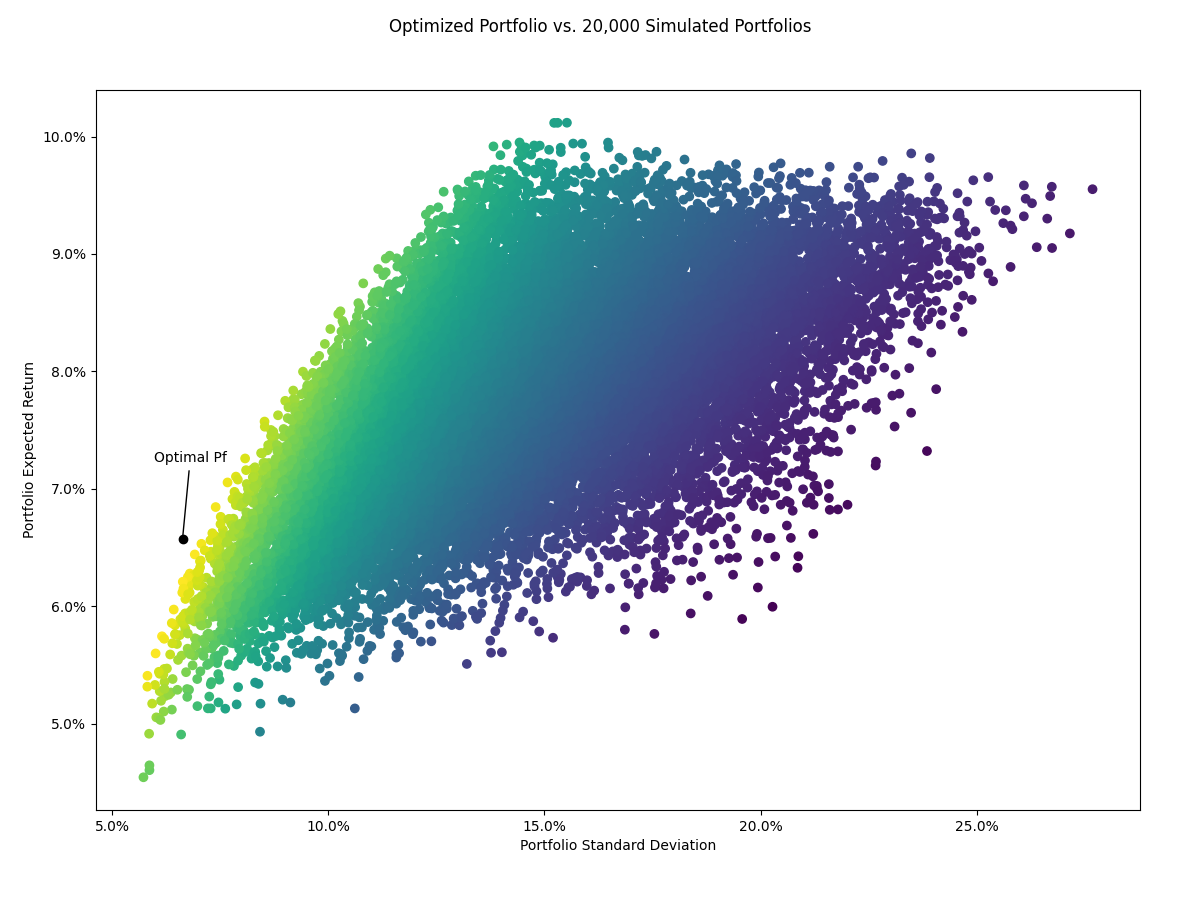 Optimized Portfolio vs. 20,000 Simulated Portfolios
10.0%
9.0%
8.0%
7.0%
6.0%
5.0%
Portfolio Expected Return
Optimal Pf
5.0% 10.0% 15.0% 20.0% 25.0%
Portfolio Standard Deviation